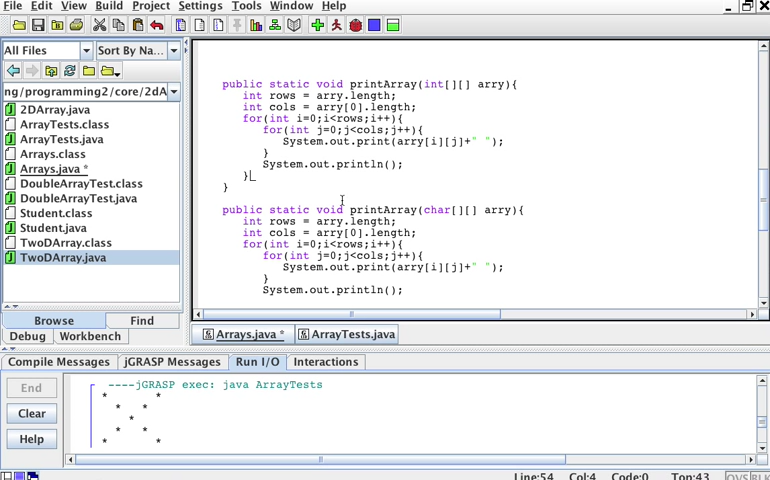 File Edit View Build Project Settings Tools Window Help
All Files Sort By Na...
ng/programming2/core/2dA
2DArray.java
ArrayTests.class
ArrayTests.java
Arrays.class
Arrays.java *
DoubleArrayTest.class
DoubleArrayTest.java
Student.class
Student.java
TwoDArray.class
TwoDArray.java
Browse Find
Debug Workbench
public static void printArray(int[][] arry){
int rows = arry.length;
int cols = arry[0].length;
for(int i=0;i<rows;i++){
for(int j=0;j<cols;j++){
System.out.print(arry[i][j]+" ");
}
System.out.println();
}
}
public static void printArray(char[][] arry){
int rows = arry.length;
int cols = arry[0].length;
for(int i=0;i<rows;i++){
for(int j=0;j<cols;j++){
System.out.print(arry[i][j]+" ");
}
System.out.println();
Arrays.java * ArrayTests.java
Compile Messages jGRASP Messages Run I/O Interactions
End
Clear
Help
----jGRASP exec: java ArrayTests
* *
* *
*
* *
* *
Line:54 Col:4 Code:0 Top:43 OVS BLK